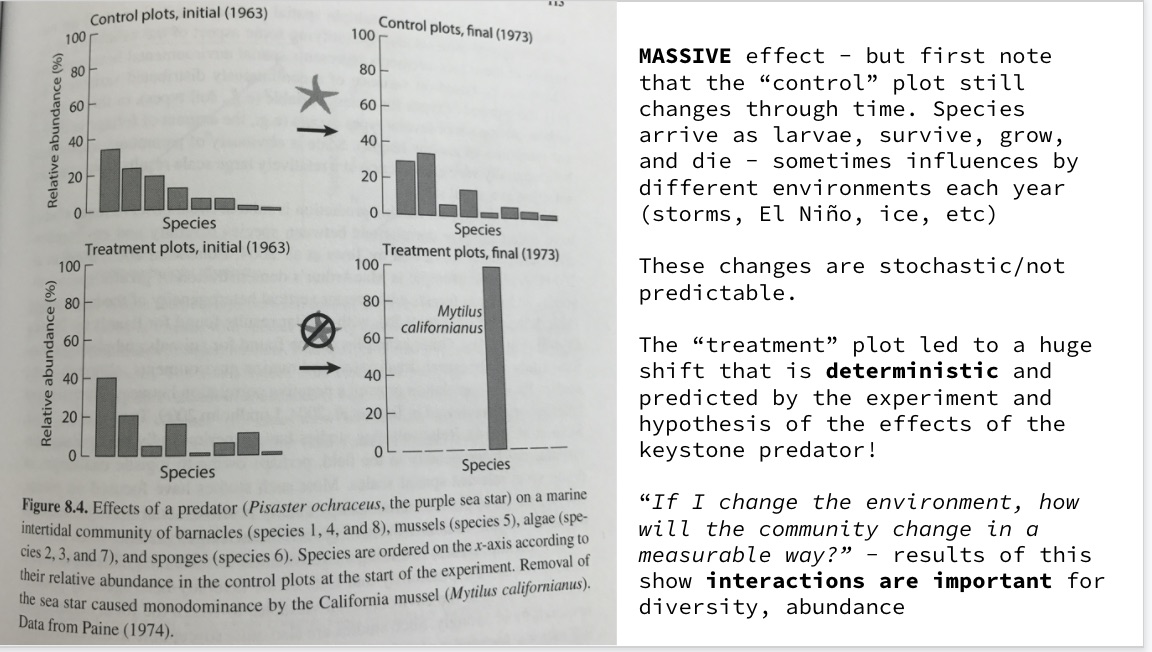 113
Control plots, initial (1963)
Control plots, final (1973)
Relative abundance (%)
100
80
60
40
20
0
100
80
60
40
20
0
Species
Species
Treatment plots, initial (1963)
Treatment plots, final (1973)
Relative abundance (%)
100
80
60
40
20
0
100
80
60
40
20
0
Mytilus
californianus
Species
Species
Figure 8.4. Effects of a predator (Pisaster ochraceus, the purple sea star) on a marine
intertidal community of barnacles (species 1, 4, and 8), mussels (species 5), algae (spe-
cies 2, 3, and 7), and sponges (species 6). Species are ordered on the x-axis according to
their relative abundance in the control plots at the start of the experiment. Removal of
the sea star caused monodominance by the California mussel (Mytilus californianus).
Data from Paine (1974).
MASSIVE effect – but first note
that the “control” plot still
changes through time. Species
arrive as larvae, survive, grow,
and die – sometimes influences by
different environments each year
(storms, El Niño, ice, etc)
These changes are stochastic/not
predictable.
The “treatment” plot led to a huge
shift that is deterministic and
predicted by the experiment and
hypothesis of the effects of the
keystone predator!
“If I change the environment, how
will the community change in a
measurable way?” – results of this
show interactions are important for
diversity, abundance